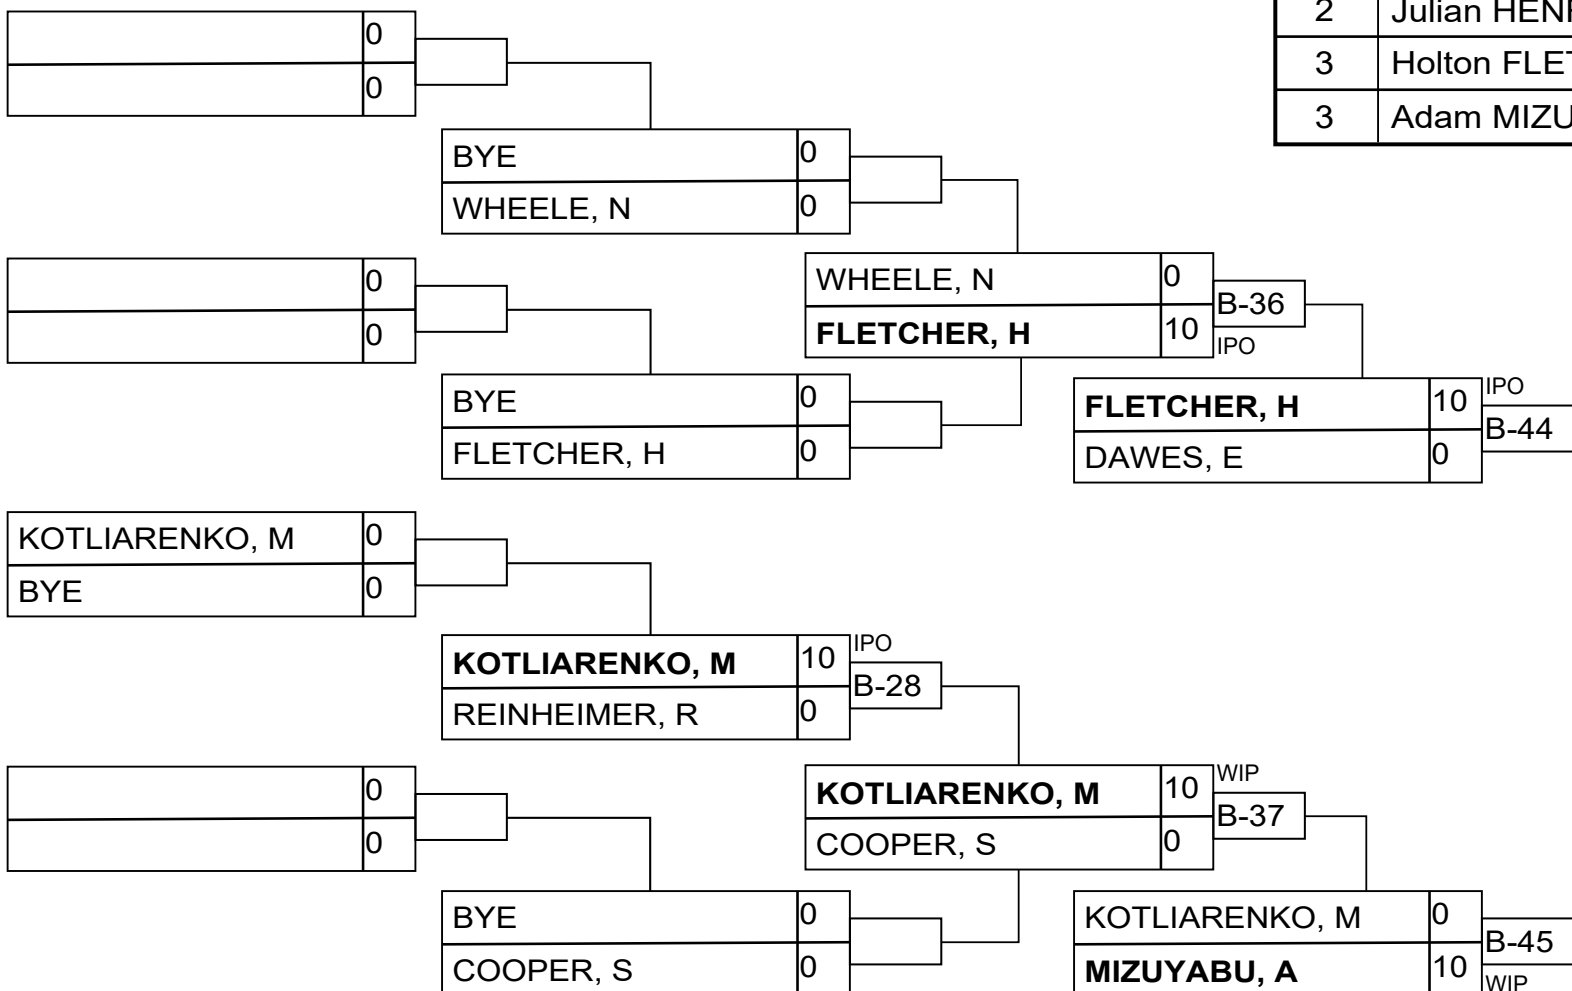 2 Julian
3 Holton
3 Adam
0
0
BYE 0
WHEELE, N 0
0
0
WHEELE, N 0
B-36
FLETCHER, H 10
IPO
BYE 0
FLETCHER, H 0
FLETCHER, H 10 IPO
B-44
DAWES, E 0
KOTLIARENKO, M 0
BYE 0
KOTLIARENKO, M 10 IPO
B-28
REINHEIMER, R 0
0
0
KOTLIARENKO, M 10 WIP
B-37
COOPER, S 0
BYE 0
COOPER, S 0
KOTLIARENKO, M 0
B-45
MIZUYABU, A 10
WIP